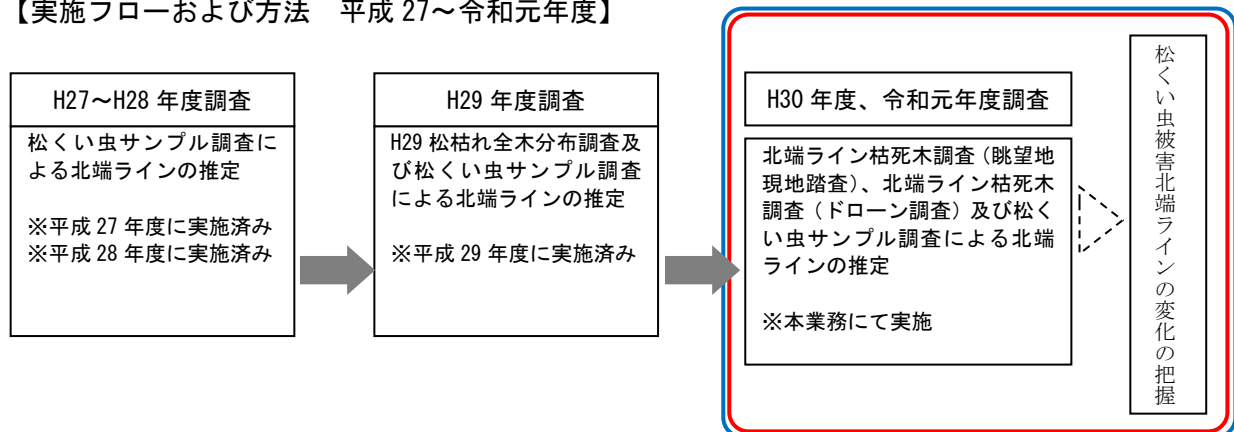 【実施フローおよび方法　平成 27～令和元年度】
H27～H28 年度調査
松くい虫サンプル調査に
よる北端ラインの推定
※平成 27 年度に実施済み
※平成 28 年度に実施済み
H29 年度調査
H29 松枯れ全木分布調査及
び松くい虫サンプル調査
による北端ラインの推定
※平成 29 年度に実施済み
H30 年度、令和元年度調査
北端ライン枯死木調査（眺望地
現地踏査）、北端ライン枯死木
調査（ドローン調査）及び松く
い虫サンプル調査による北端
ラインの推定
※本業務にて実施
松くい虫被害北端ラインの変化の把握